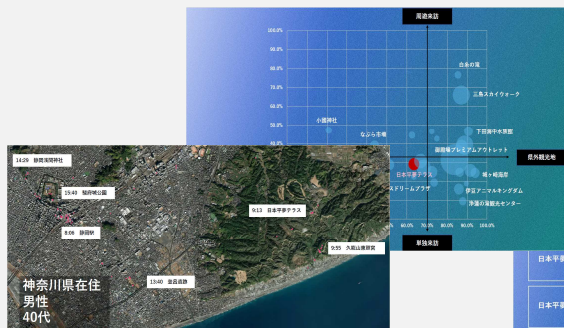 周遊来訪
100.0%
90.0%
80.0%
70.0%
60.0%
50.0%
40.0%
白糸の滝
三島スカイウォーク
小國神社
なぶら市場
下田海中水族館
御殿場プレミアムアウトレット
県外観光地
日本平夢テラス
城ヶ崎海岸
スドリームプラザ
伊豆アニマルキングダム
浄蓮の滝観光センター
60.0% 70.0% 80.0% 90.0% 100.0%
単独来訪
14:29 静岡浅間神社
15:40 駿府城公園
8:06 静岡駅
9:13 日本平夢テラス
9:55 久能山東照宮
13:40 登呂遺跡
神奈川県在住
男性
40代
日本平夢
日本平夢